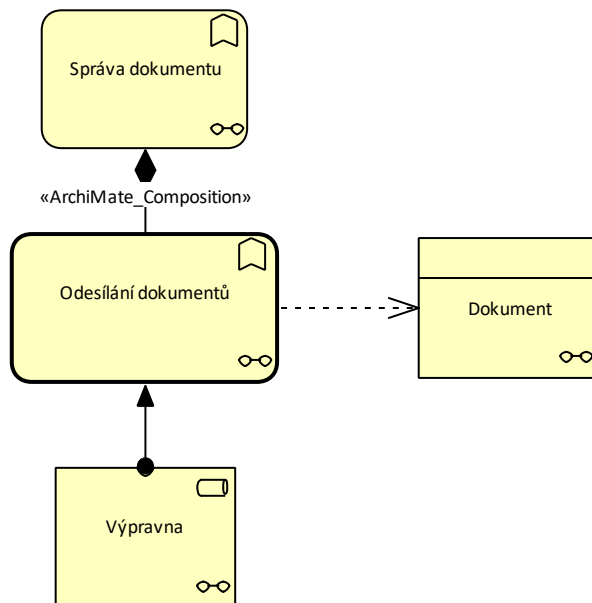 Správa dokumentu
«ArchiMate_Composition»
Odesílání dokumentů
Dokument
Výpravna